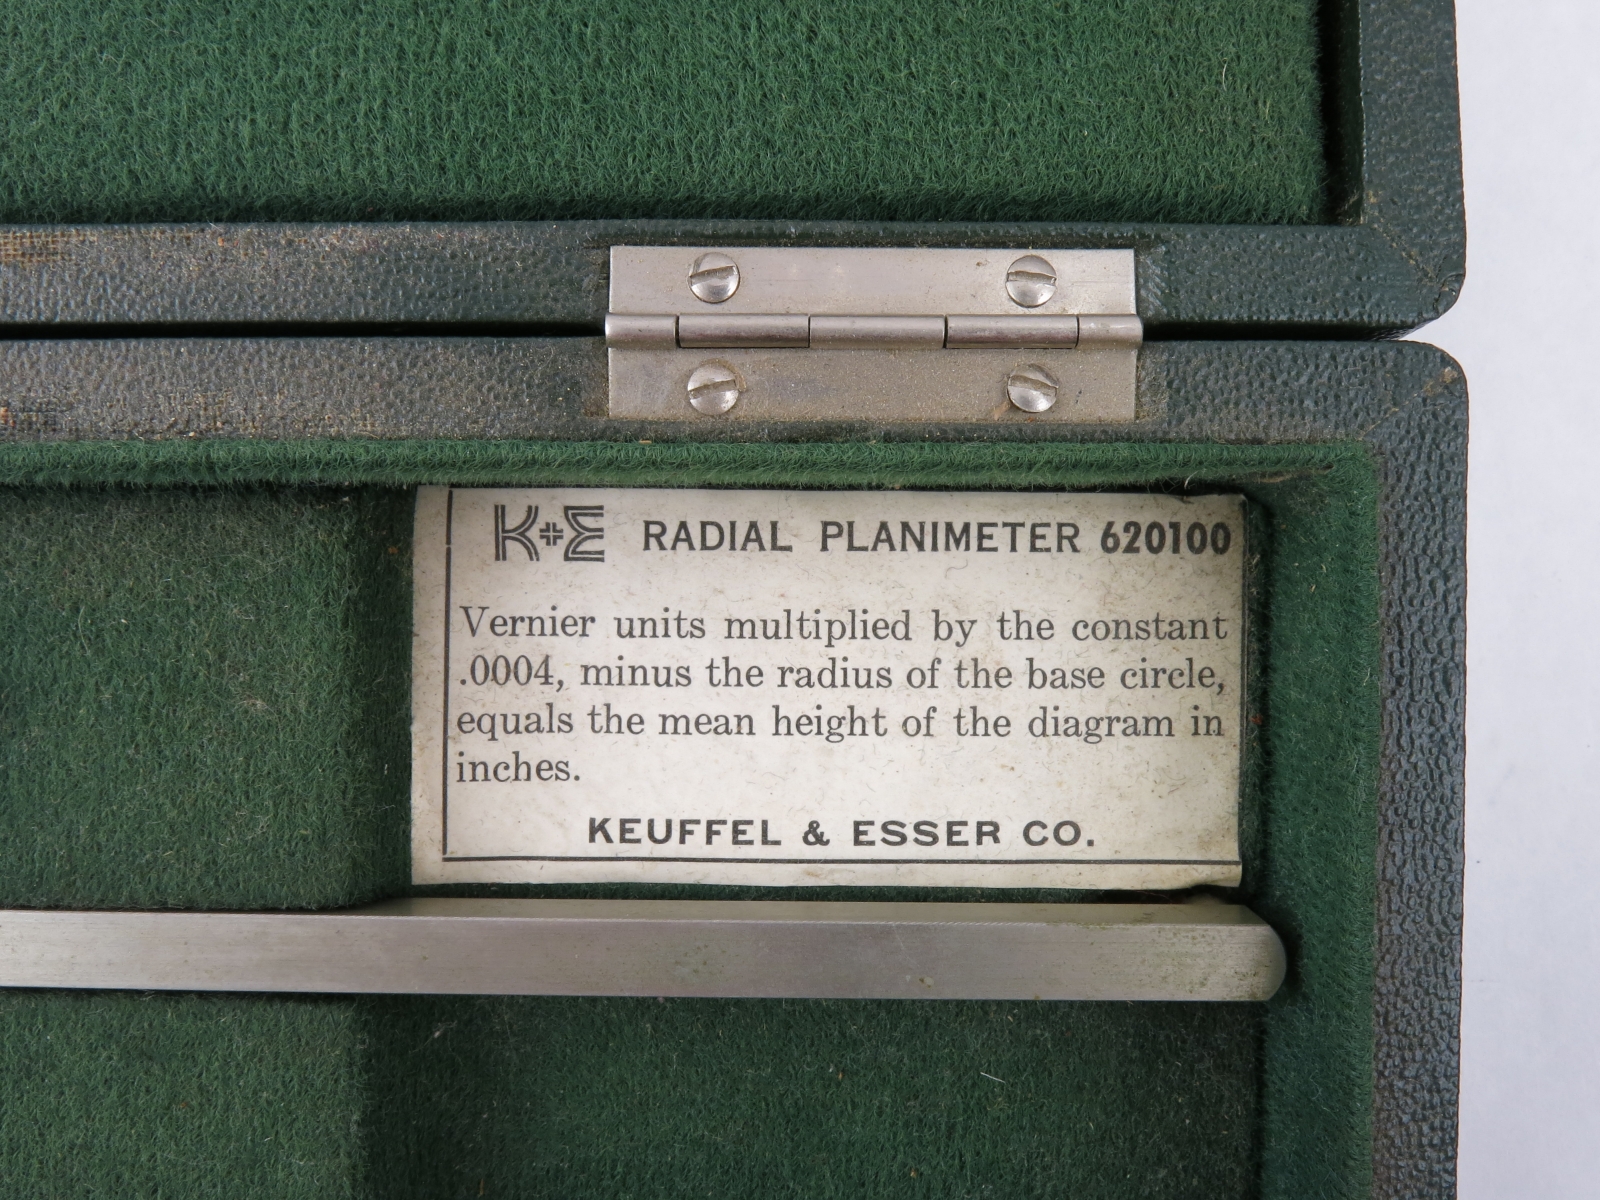 K+E RADIAL PLANIMETER 620100
Vernier units multiplied by the constant
.0004, minus the radius of the base circle,
equals the mean height of the diagram in
inches.
KEUFFEL & ESSER CO.